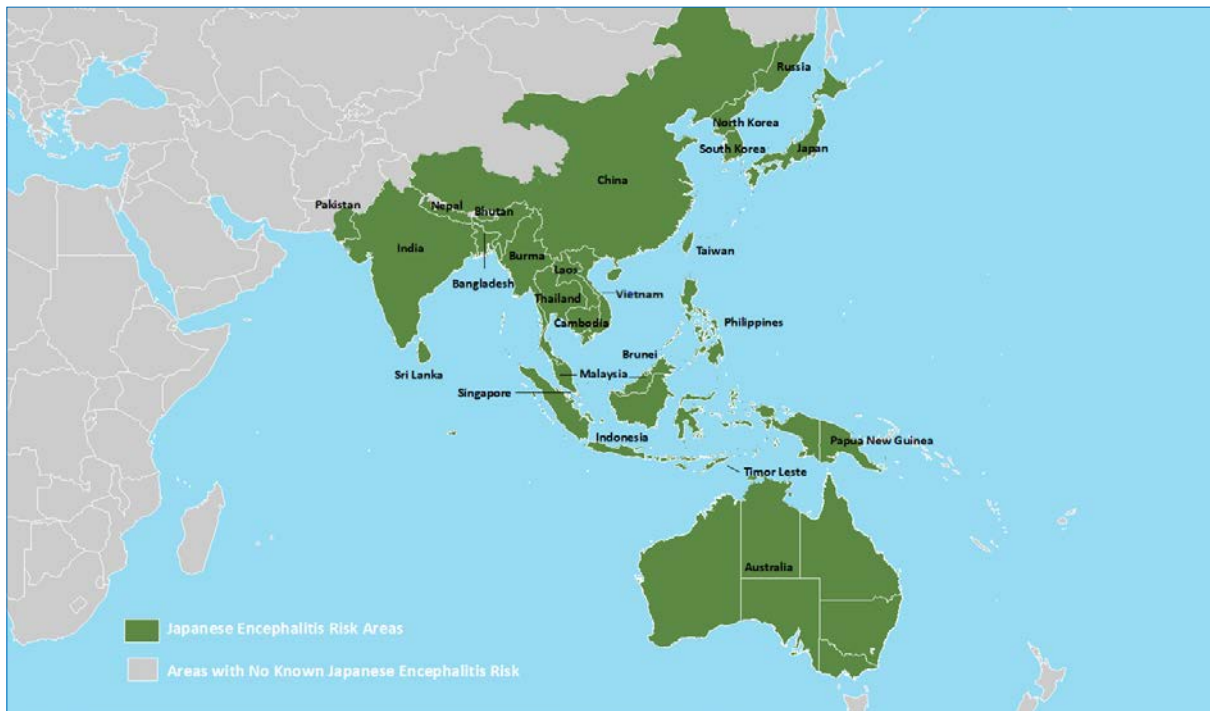 Russia
North Korea
South Korea
Japan
China
Pakistan
Nepal
Bhutan
India
Burma
Taiwan
Laos
Bangladesh
Thailand
Vietnam
Cambodia
Philippines
Brunei
Sri Lanka
Malaysia
Singapore
Indonesia
Papua New Guinea
Timor Leste
Australia
Japanese Encephalitis Risk Areas
Areas with No Known Japanese Encephalitis Risk